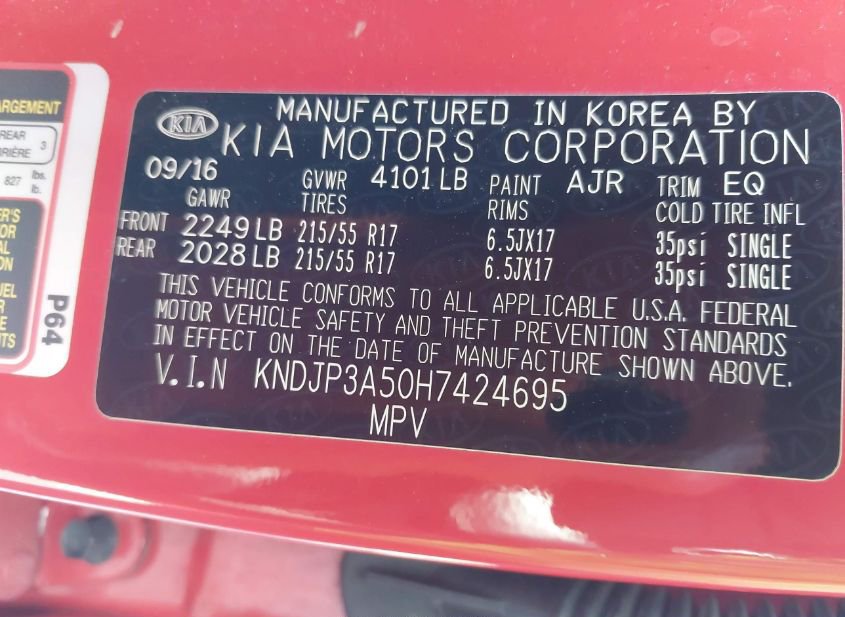 ARGEMENT
REAR 3
827 lbs.
lb.
P64
MANUFACTURED IN KOREA BY
KIA KIA MOTORS CORPORATION
09/16 GVWR 4101 LB PAINT AJR TRIM EQ
GAWR TIRES RIMS COLD TIRE INFL
FRONT 2249 LB 215/55 R17 6.5JX17 35psi SINGLE
REAR 2028 LB 215/55 R17 6.5JX17 35psi SINGLE
THIS VEHICLE CONFORMS TO ALL APPLICABLE U.S.A. FEDERAL
MOTOR VEHICLE SAFETY AND THEFT PREVENTION STANDARDS
IN EFFECT ON THE DATE OF MANUFACTURE SHOWN ABOVE.
V.I.N KNDJP3A50H7424695
MPV